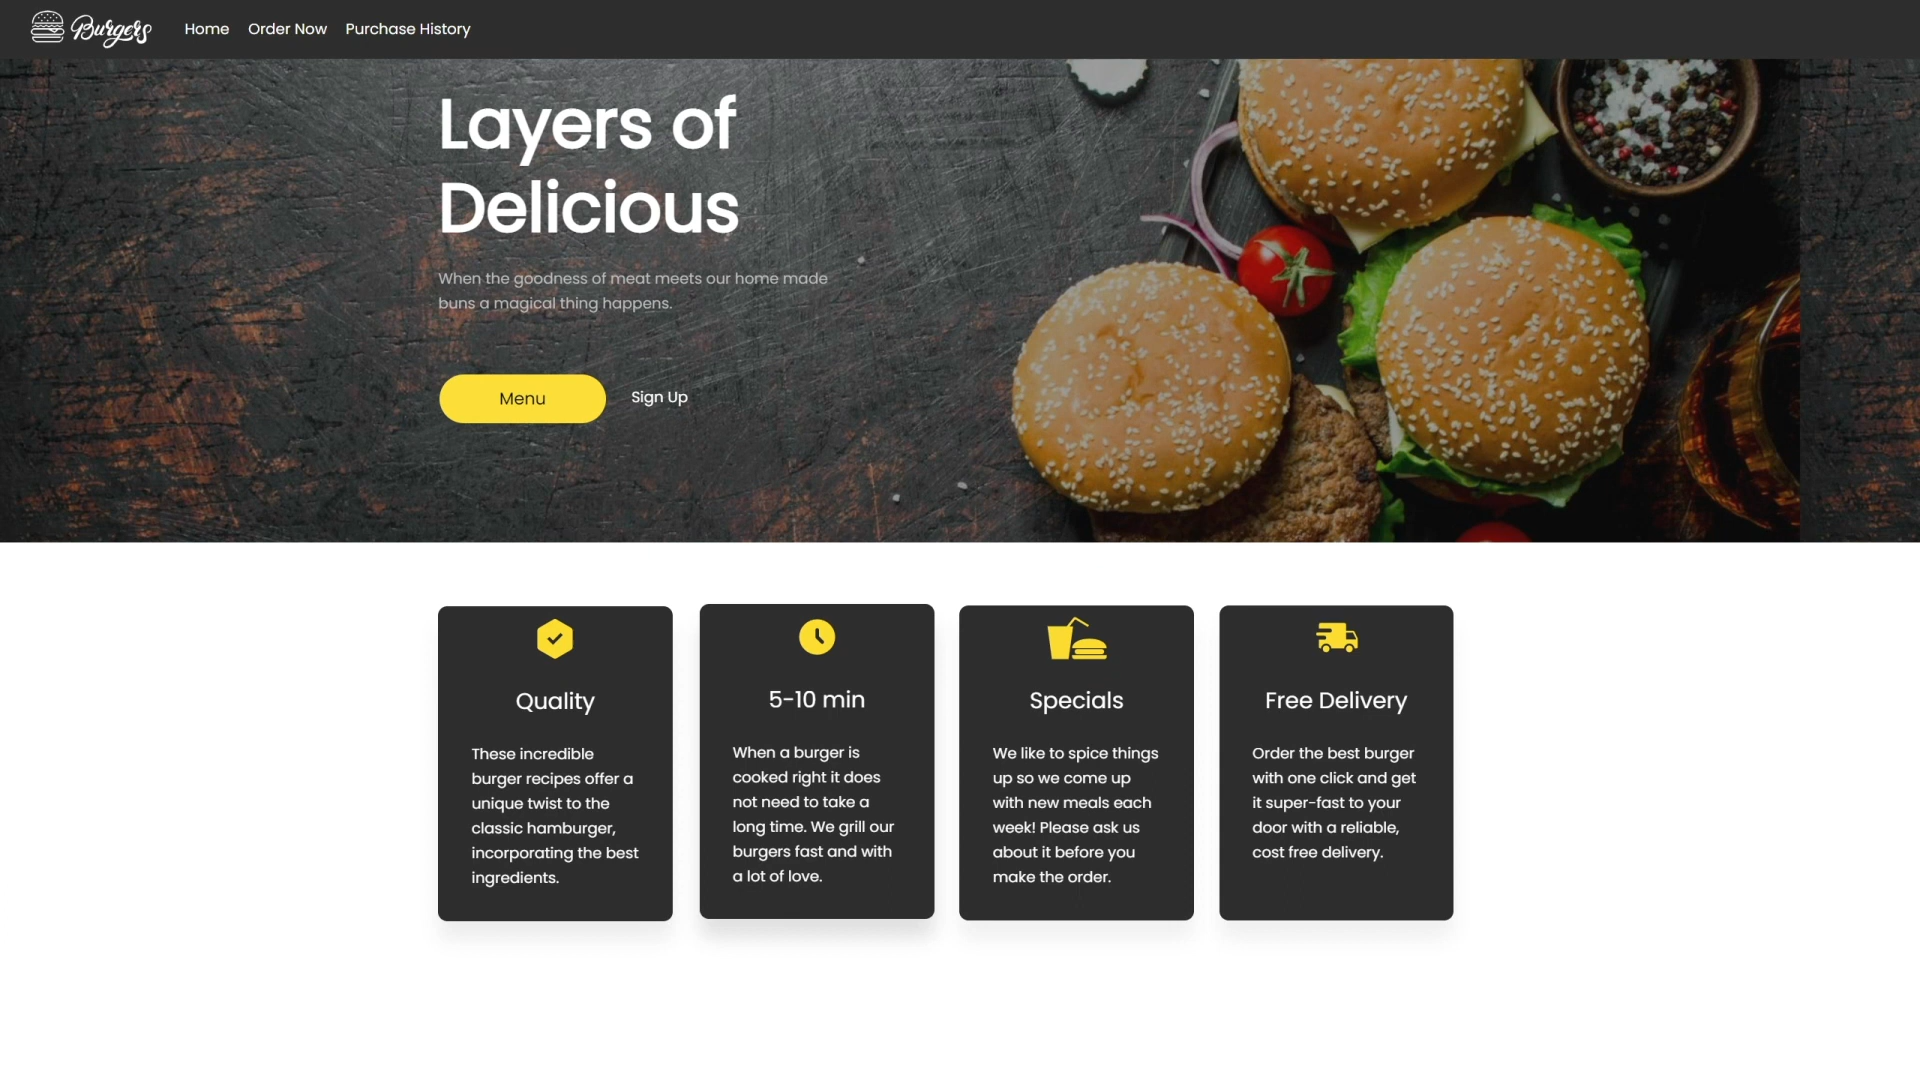 Burgers
Home Order Now Purchase History
Layers of
Delicious
When the goodness of meat meets our home made
buns a magical thing happens.
Menu Sign Up
Quality
These incredible
burger recipes offer a
unique twist to the
classic hamburger,
incorporating the best
ingredients.
5-10 min
When a burger is
cooked right it does
not need to take a
long time. We grill our
burgers fast and with
a lot of love.
Specials
We like to spice things
up so we come up
with new meals each
week! Please ask us
about it before you
make the order.
Free Delivery
Order the best burger
with one click and get
it super-fast to your
door with a reliable,
cost free delivery.